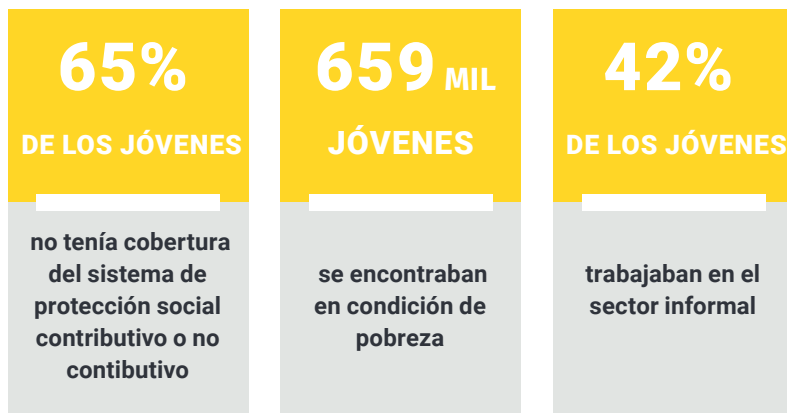 65%
DE LOS JÓVENES
no tenía cobertura
del sistema de
protección social
contributivo o no
contibutivo
659 MIL
JÓVENES
se encontraban
en condición de
pobreza
42%
DE LOS JÓVENES
trabajaban en el
sector informal